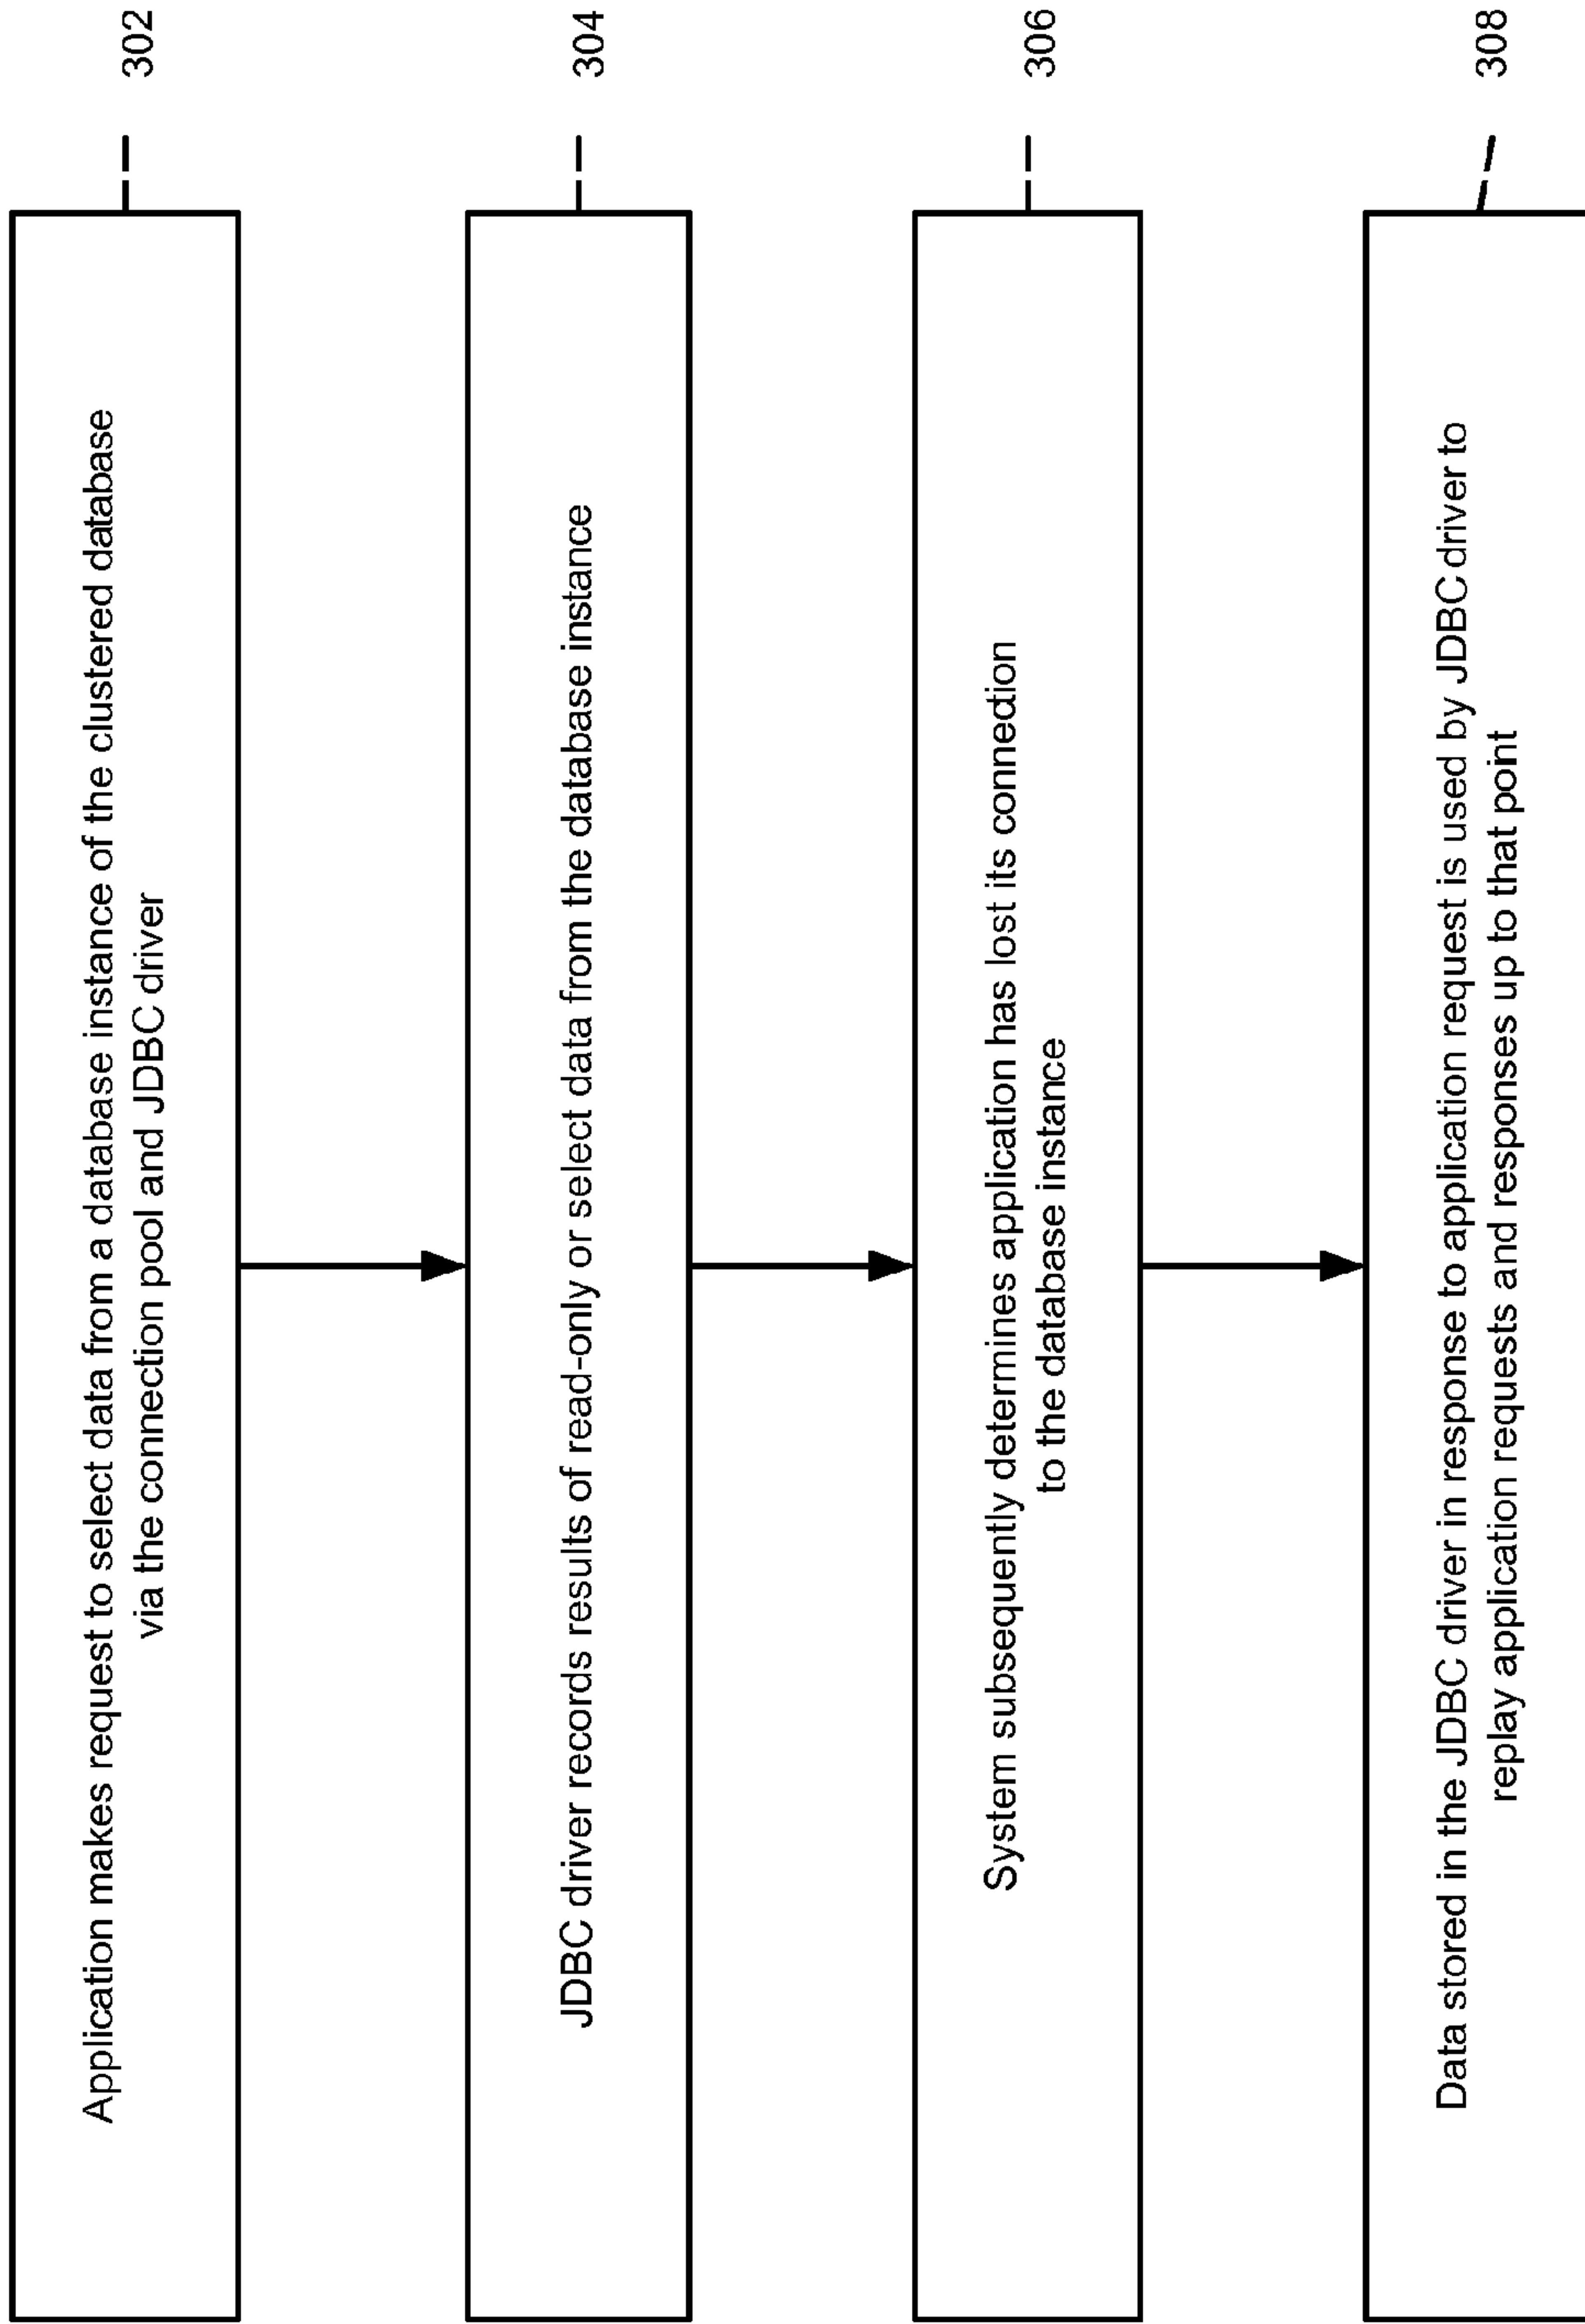 Application makes request to select data from a database instance of the clustered database
via the connection pool and JDBC driver
302
JDBC driver records results of read-only or select data from the database instance
304
System subsequently determines application has lost its connection
to the database instance
306
Data stored in the JDBC driver in response to application request is used by JDBC driver to
replay application requests and responses up to that point
308